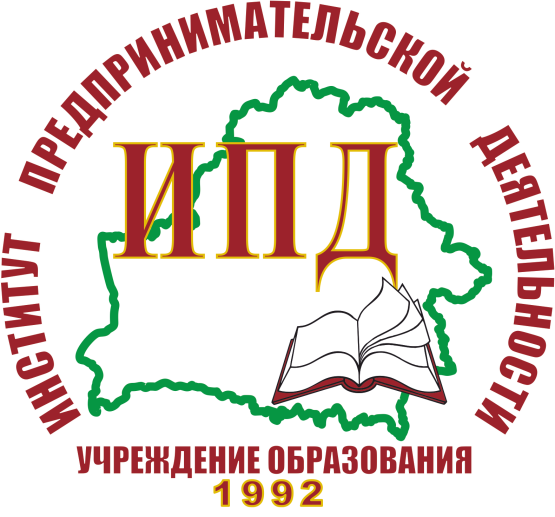 ИНСТИТУТ ПРЕДПРИНИМАТЕЛЬСКОЙ ДЕЯТЕЛЬНОСТИ
ИПД
УЧРЕЖДЕНИЕ ОБРАЗОВАНИЯ
1992